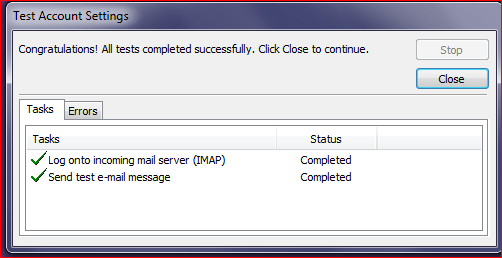 Test Account Settings
Congratulations! All tests completed successfully. Click Close to continue.
Stop
Close
Tasks Errors
Tasks Status
Log onto incoming mail server (IMAP) Completed
Send test e-mail message Completed